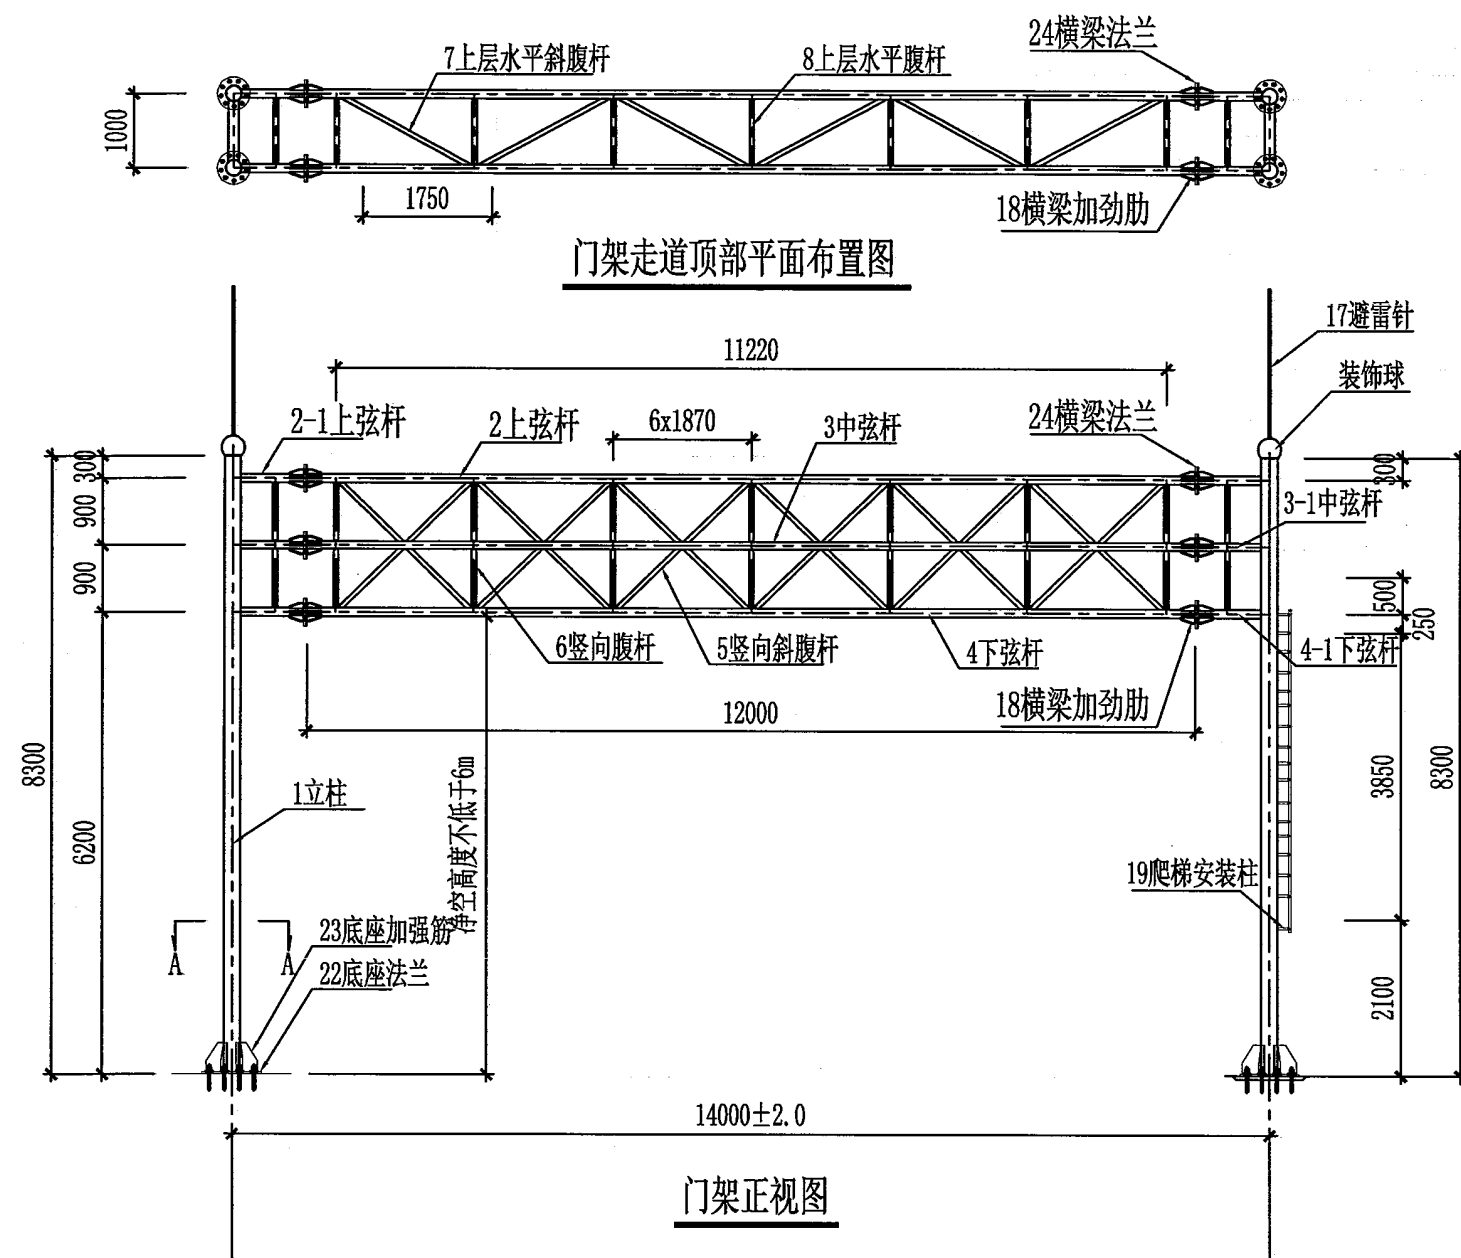 24横梁法兰
7上层水平斜腹杆
8上层水平腹杆
1000
1750
18横梁加劲肋
门架走道顶部平面布置图
17避雷针
11220
装饰球
2-1上弦杆
2上弦杆
6x1870
3中弦杆
24横梁法兰
300
900
900
300
3-1中弦杆
500
250
6竖向腹杆
5竖向斜腹杆
4下弦杆
4-1下弦杆
12000
18横梁加劲肋
8300
6200
1立柱
净空高度不低于6m
3850
8300
19爬梯安装柱
23底座加强筋
A
A
22底座法兰
2100
14000±2.0
门架正视图